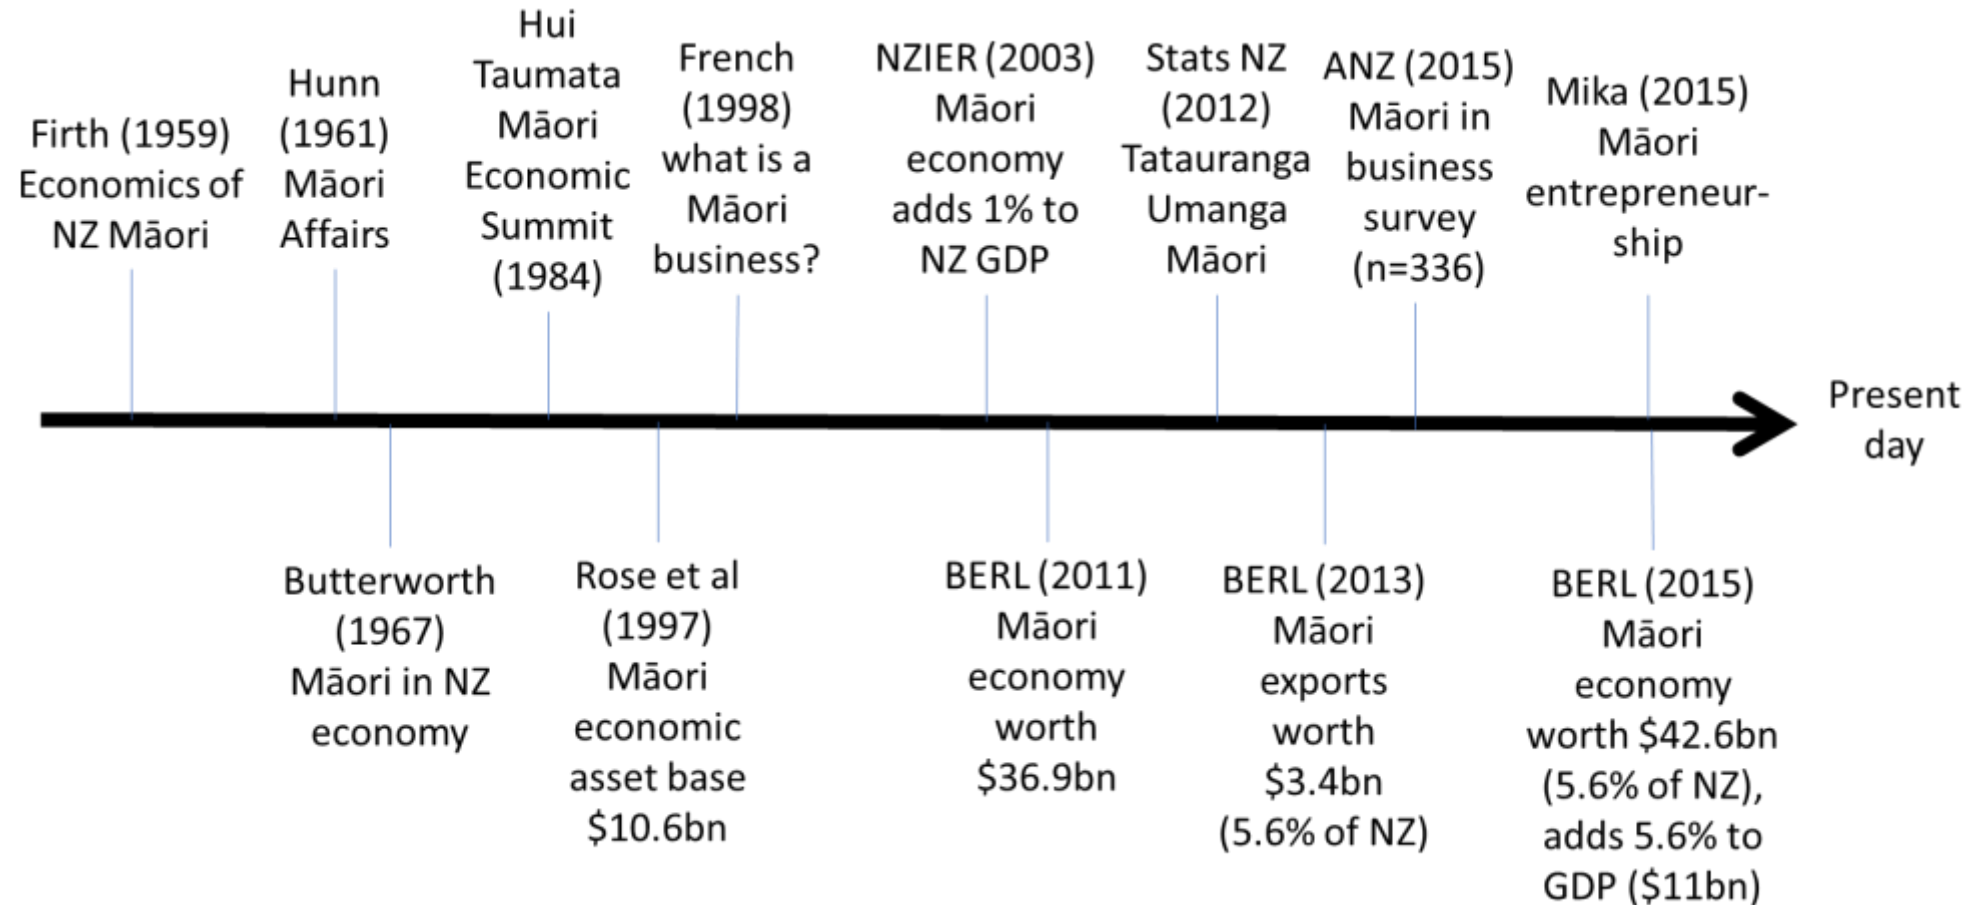 Firth (1959)
Economics of
NZ Māori
Hunn
(1961)
Māori
Affairs
Hui
Taumata
Māori
Economic
Summit
(1984)
French
(1998)
what is a
Māori
business?
NZIER (2003)
Māori
economy
adds 1% to
NZ GDP
Stats NZ
(2012)
Tatauranga
Umanga
Māori
ANZ (2015)
Māori in
business
survey
(n=336)
Mika (2015)
Māori
entrepreneur-
ship
Present
day
Butterworth
(1967)
Māori in NZ
economy
Rose et al
(1997)
Māori
economic
asset base
$10.6bn
BERL (2011)
Māori
economy
worth
$36.9bn
BERL (2013)
Māori
exports
worth
$3.4bn
(5.6% of NZ)
BERL (2015)
Māori
economy
worth $42.6bn
(5.6% of NZ),
adds 5.6% to
GDP ($11bn)